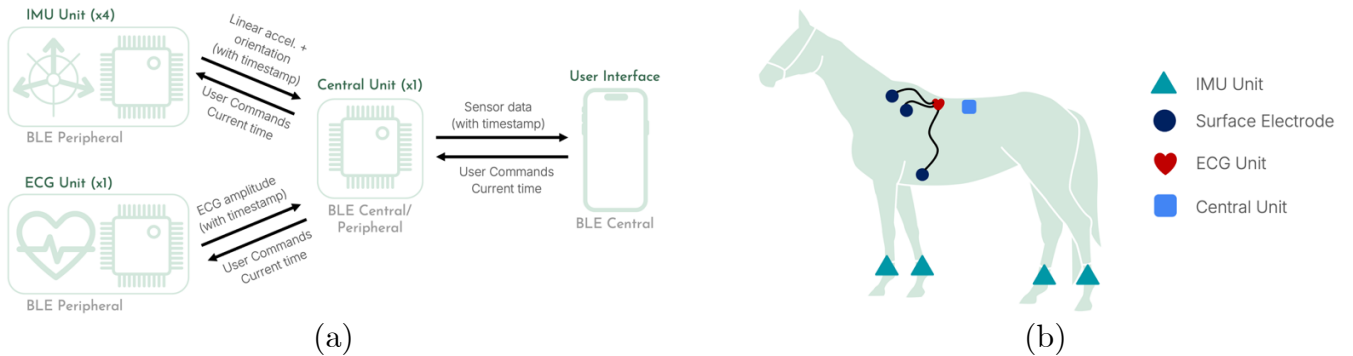 IMU Unit (x4)
Linear accel. +
orientation
(with timestamp)
User Commands
Current time
BLE Peripheral
ECG Unit (x1)
ECG amplitude
(with timestamp)
User Commands
Current time
BLE Peripheral
Central Unit (x1)
BLE Central/
Peripheral
Sensor data
(with timestamp)
User Commands
Current time
User Interface
BLE Central
(a)
IMU Unit
Surface Electrode
ECG Unit
Central Unit
(b)